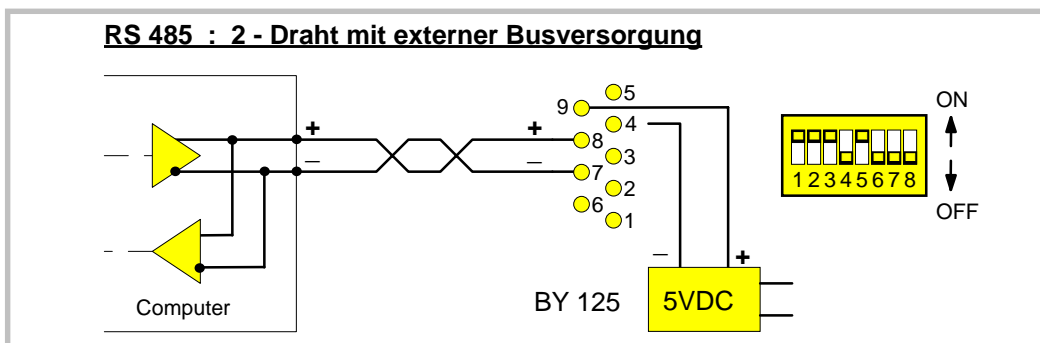 RS 485 : 2 - Draht mit externer Busversorgung
5
9
ON
+
+
4
8
–
–
3
7
1 2 3 4 5 6 7 8
2
6
OFF
1
– +
Computer
BY 125
5VDC